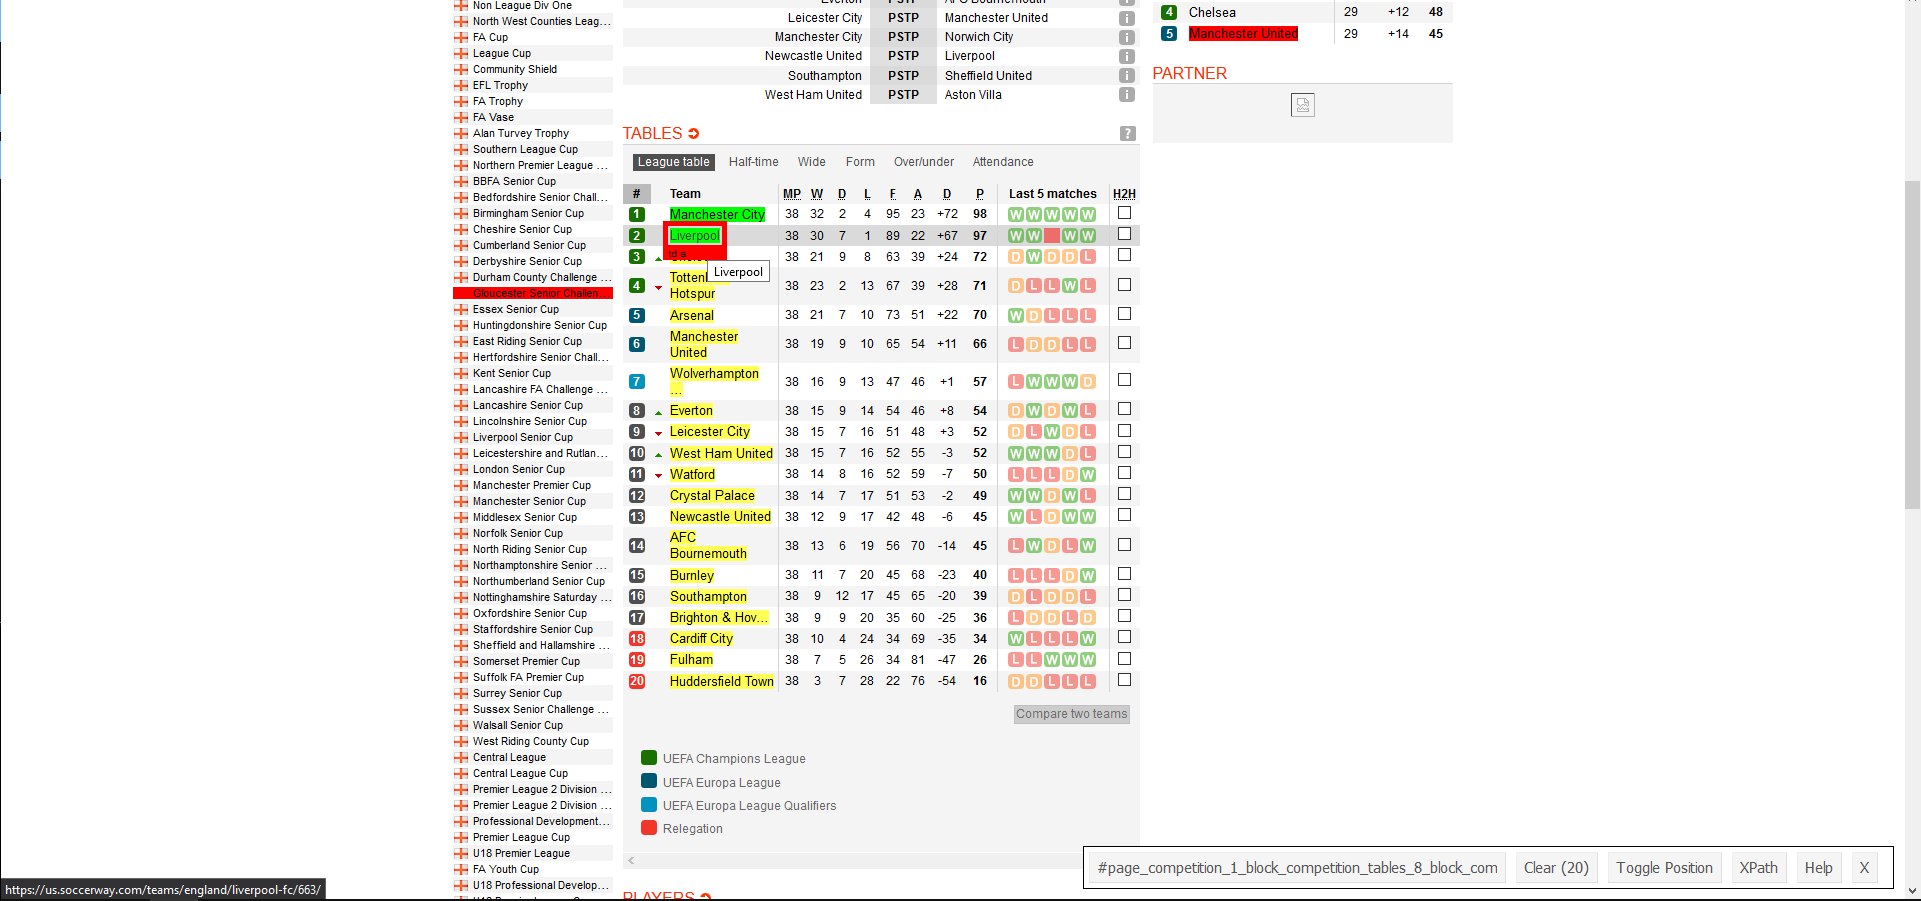 Non League Div One
North West Counties Leag...
FA Cup
League Cup
Community Shield
EFL Trophy
FA Trophy
FA Vase
Alan Turvey Trophy
Southern League Cup
Northern Premier League ...
BBFA Senior Cup
Bedfordshire Senior Chall...
Birmingham Senior Cup
Cheshire Senior Cup
Cumberland Senior Cup
Derbyshire Senior Cup
Durham County Challenge ...
Gloucester Senior Challen...
Essex Senior Cup
Huntingdonshire Senior Cup
East Riding Senior Cup
Hertfordshire Senior Chall...
Kent Senior Cup
Lancashire FA Challenge ...
Lancashire Senior Cup
Lincolnshire Senior Cup
Liverpool Senior Cup
Leicestershire and Rutlan...
London Senior Cup
Manchester Premier Cup
Manchester Senior Cup
Middlesex Senior Cup
Norfolk Senior Cup
North Riding Senior Cup
Northamptonshire Senior ...
Northumberland Senior Cup
Nottinghamshire Saturday ...
Oxfordshire Senior Cup
Staffordshire Senior Cup
Sheffield and Hallamshire ...
Somerset Premier Cup
Suffolk FA Premier Cup
Surrey Senior Cup
Sussex Senior Challenge ...
Walsall Senior Cup
West Riding County Cup
Central League
Central League Cup
Premier League 2 Division ...
Premier League 2 Division ...
Professional Development...
Premier League Cup
U18 Premier League
FA Youth Cup
U18 Professional Develop...
Everton PSTP AFC Bournemouth
Leicester City PSTP Manchester United
Manchester City PSTP Norwich City
Newcastle United PSTP Liverpool
Southampton PSTP Sheffield United
West Ham United PSTP Aston Villa
TABLES ?
League table Half-time Wide Form Over/under Attendance
# Team MP W D L F A D P Last 5 matches H2H
1 Manchester City 38 32 2 4 95 23 +72 98 W W W W W
2 Liverpool 38 30 7 1 89 22 +67 97 W W W W
td a
3 38 21 9 8 63 39 +24 72 D W D D L
Liverpool
4 Hotspur 38 23 2 13 67 39 +28 71 D L L W L
5 Arsenal 38 21 7 10 73 51 +22 70 W D L L L
6 Manchester United 38 19 9 10 65 54 +11 66 L D D L L
7 Wolverhampton ... 38 16 9 13 47 46 +1 57 L W W W D
8 Everton 38 15 9 14 54 46 +8 54 D W D W L
9 Leicester City 38 15 7 16 51 48 +3 52 D L W D L
10 West Ham United 38 15 7 16 52 55 -3 52 W W W D L
11 Watford 38 14 8 16 52 59 -7 50 L L L D W
12 Crystal Palace 38 14 7 17 51 53 -2 49 W W D W L
13 Newcastle United 38 12 9 17 42 48 -6 45 W L D W W
14 AFC Bournemouth 38 13 6 19 56 70 -14 45 L W D L W
15 Burnley 38 11 7 20 45 68 -23 40 L L L D W
16 Southampton 38 9 12 17 45 65 -20 39 D L D D L
17 Brighton & Hov... 38 9 9 20 35 60 -25 36 L D D L D
18 Cardiff City 38 10 4 24 34 69 -35 34 W L L L W
19 Fulham 38 7 5 26 34 81 -47 26 L L W W W
20 Huddersfield Town 38 3 7 28 22 76 -54 16 D D L L L
Compare two teams
UEFA Champions League
UEFA Europa League
UEFA Europa League Qualifiers
Relegation
PLAYERS
4 Chelsea 29 +12 48
5 Manchester United 29 +14 45
PARTNER
#page_competition_1_block_competition_tables_8_block_com Clear (20) Toggle Position XPath Help X
https://us.soccerway.com/teams/england/liverpool-fc/663/